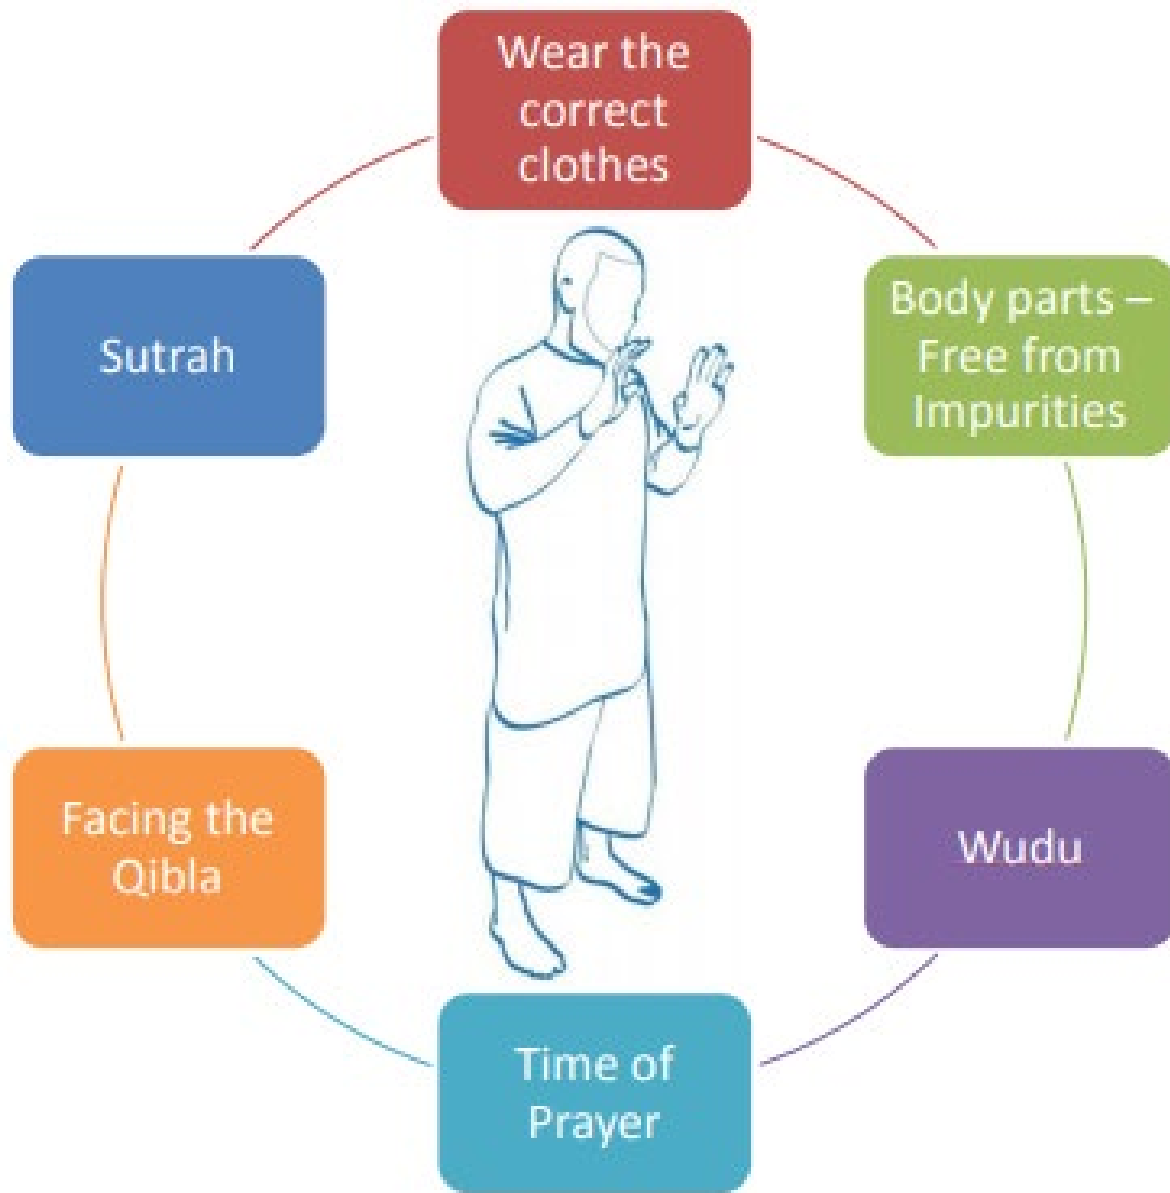 Wear the
correct
clothes
Body parts –
Free from
Impurities
Wudu
Time of
Prayer
Facing the
Qibla
Sutrah